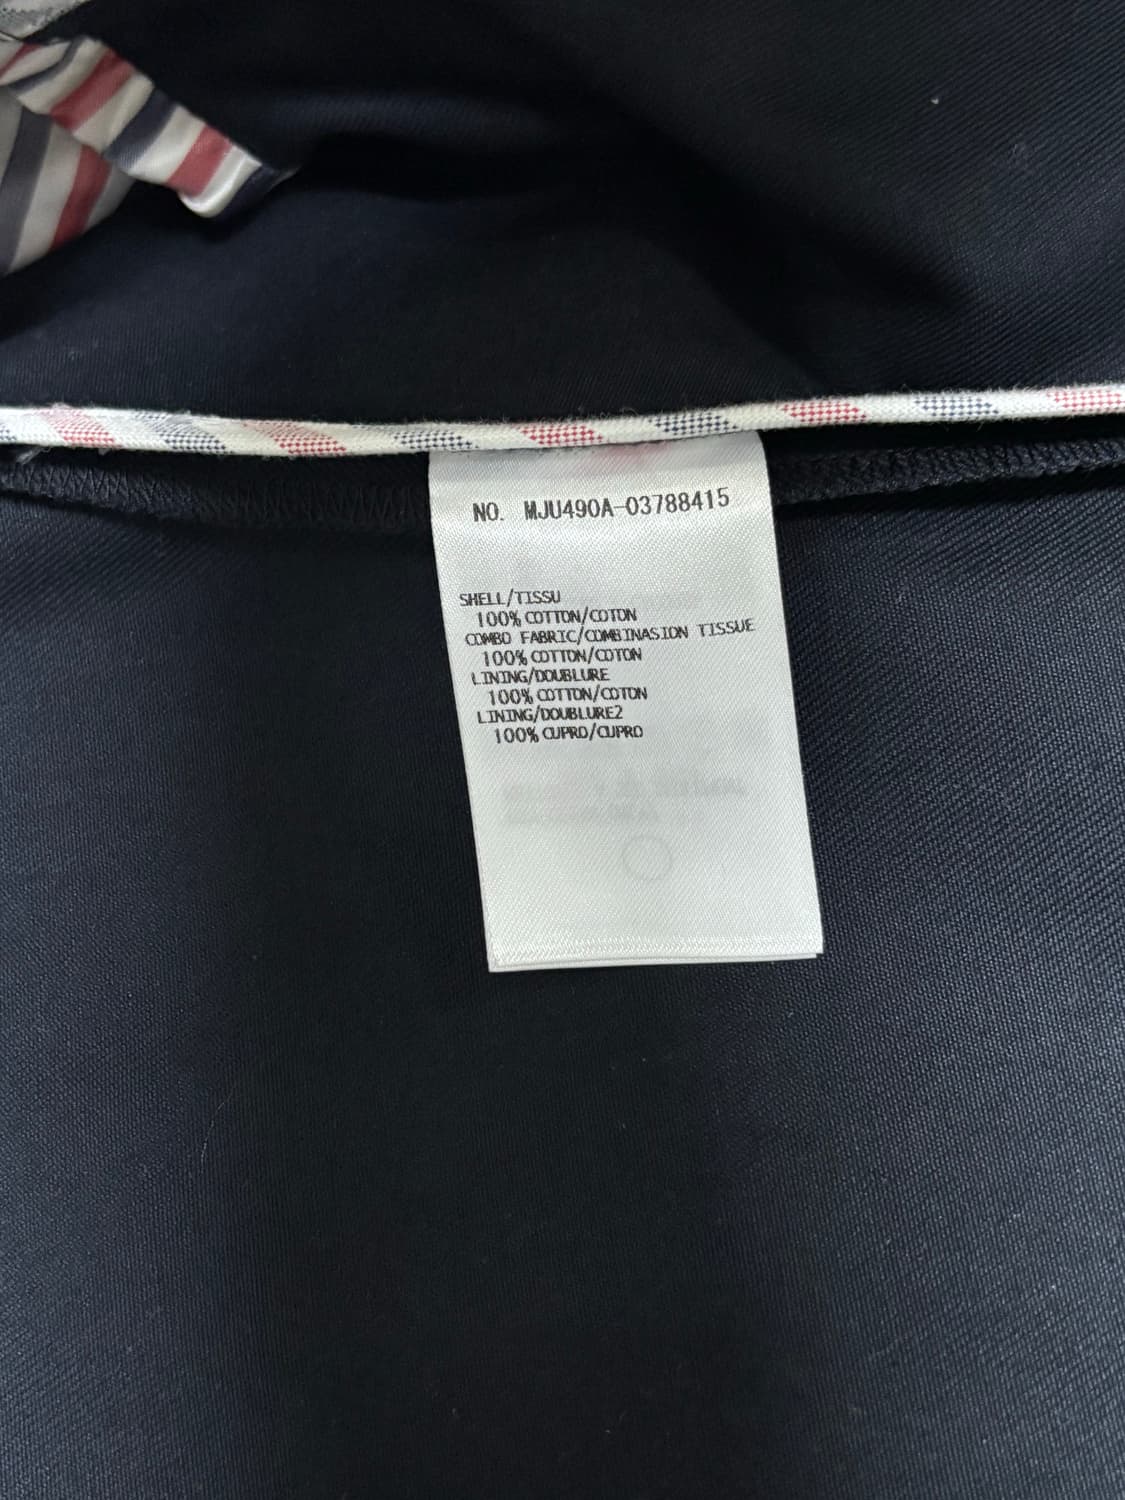 NO. MJU490A-03788415
SHELL/TISSU
100% COTTON/COTON
COMBO FABRIC/COMBINASION TISSUE
100% COTTON/COTON
LINING/DOUBLURE
100% COTTON/COTON
LINING/DOUBLURE2
100% CUPRO/CUPRO